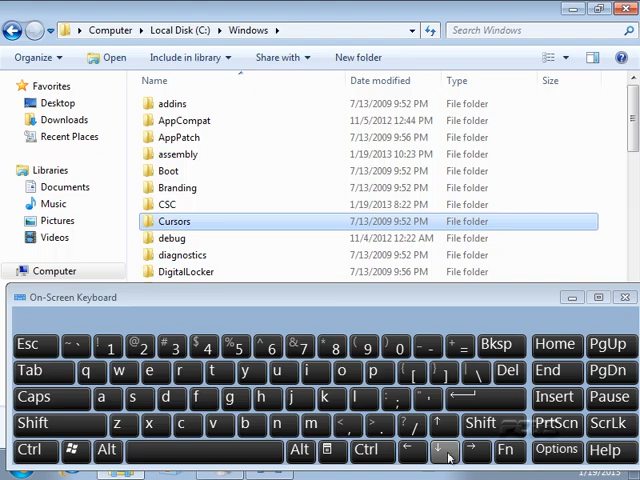 Computer Local Disk (C:) Windows Search Windows
Organize Open Include in library Share with New folder
Favorites
Desktop
Downloads
Recent Places
Libraries
Documents
Music
Pictures
Videos
Computer
Name Date modified Type Size
addins 7/13/2009 9:52 PM File folder
AppCompat 11/5/2012 12:44 PM File folder
AppPatch 7/13/2009 9:56 PM File folder
assembly 1/19/2013 10:23 PM File folder
Boot 7/13/2009 9:52 PM File folder
Branding 7/13/2009 9:52 PM File folder
CSC 1/19/2013 8:22 PM File folder
Cursors 7/13/2009 9:52 PM File folder
debug 11/4/2012 12:22 AM File folder
diagnostics 7/13/2009 9:52 PM File folder
DigitalLocker 7/13/2009 9:56 PM File folder
On-Screen Keyboard
Esc ~ ` ! 1 @ 2 # 3 $ 4 % 5 ^ 6 & 7 * 8 ( 9 ) 0 _ - + = Bksp Home PgUp
Tab q w e r t y u i o p { [ } ] | \ Del End PgDn
Caps a s d f g h j k l : ; " ' Insert Pause
Shift z x c v b n m < , > . ? / ↑ Shift PrtScn ScrLk
Ctrl Alt Alt Ctrl ← ↓ → Fn Options Help
1/19/2013